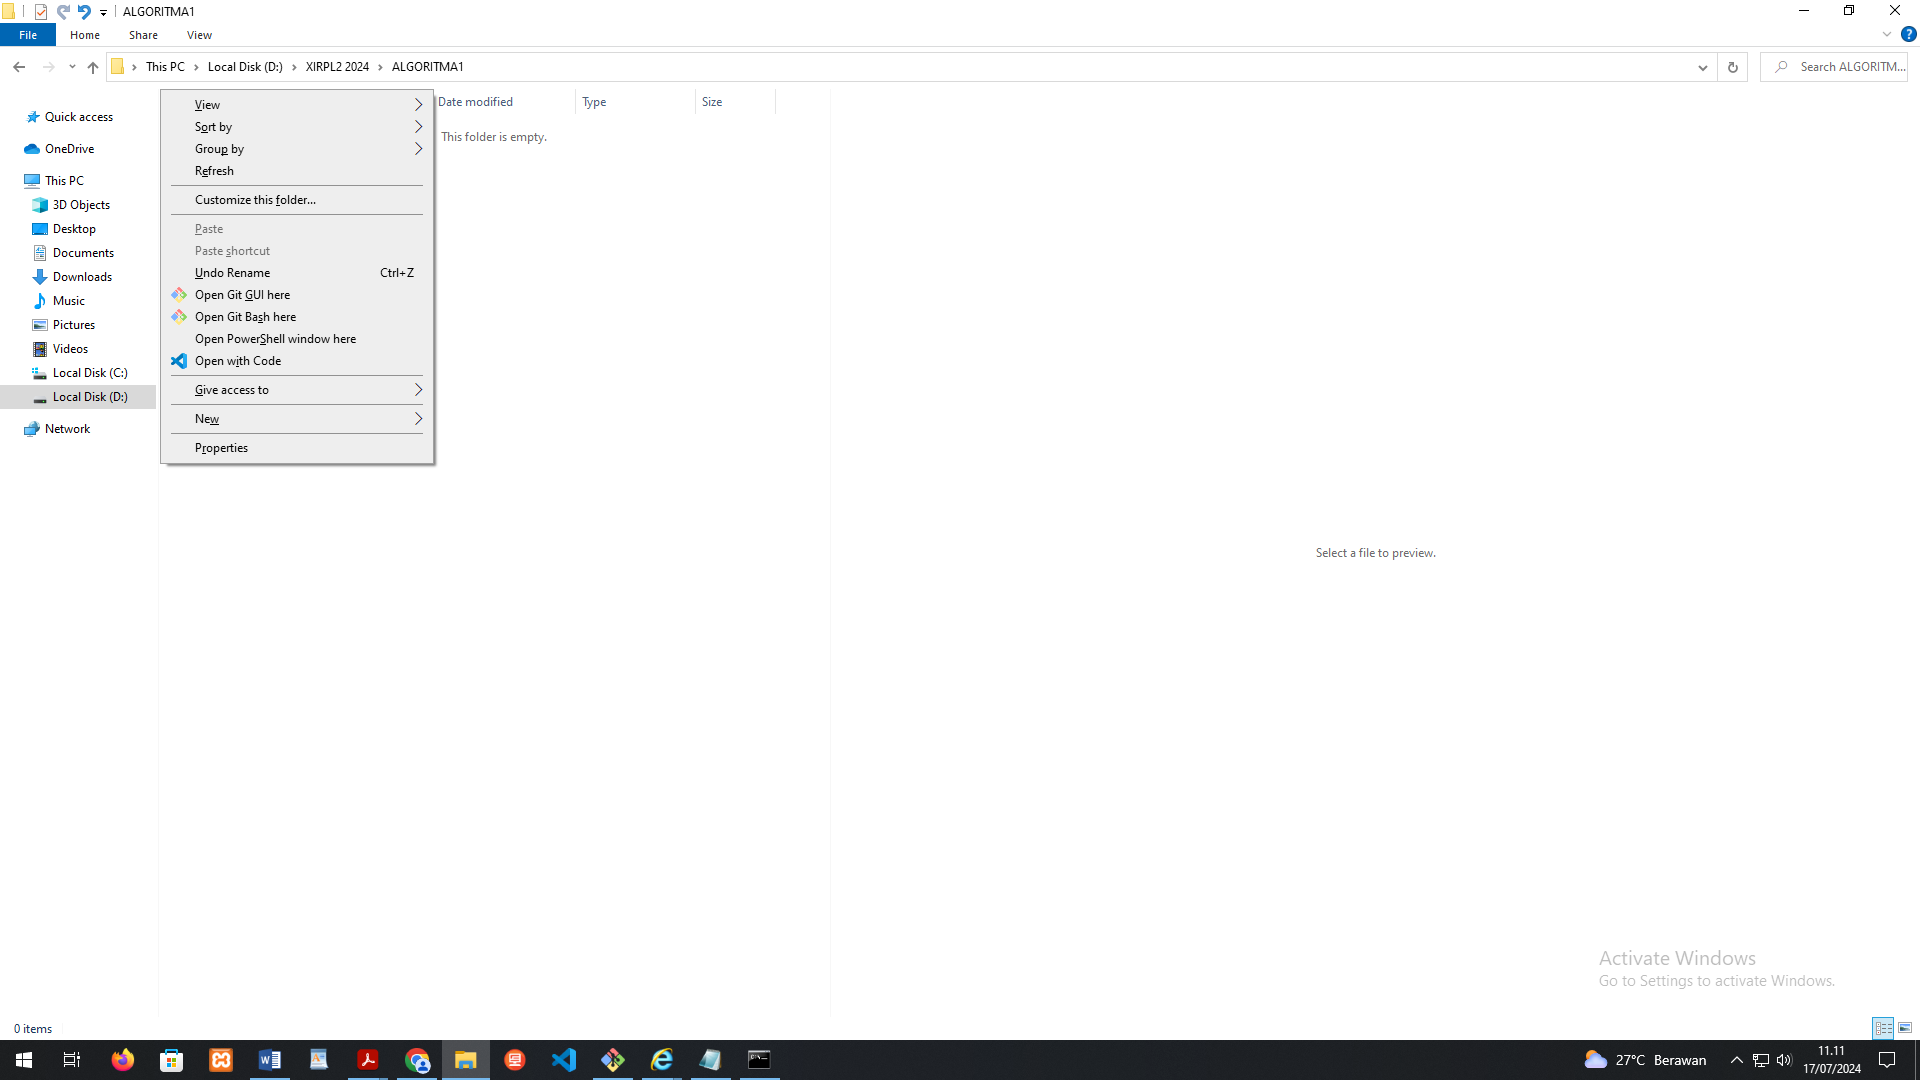 ALGORITMA1
File Home Share View
This PC Local Disk (D:) XIRPL2 2024 ALGORITMA1
Search ALGORITM...
Date modified Type Size
This folder is empty.
Quick access
OneDrive
This PC
3D Objects
Desktop
Documents
Downloads
Music
Pictures
Videos
Local Disk (C:)
Local Disk (D:)
Network
View
Sort by
Group by
Refresh
Customize this folder...
Paste
Paste shortcut
Undo Rename Ctrl+Z
Open Git GUI here
Open Git Bash here
Open PowerShell window here
Open with Code
Give access to
New
Properties
Select a file to preview.
Activate Windows
Go to Settings to activate Windows.
0 items
27°C Berawan
11.11
17/07/2024